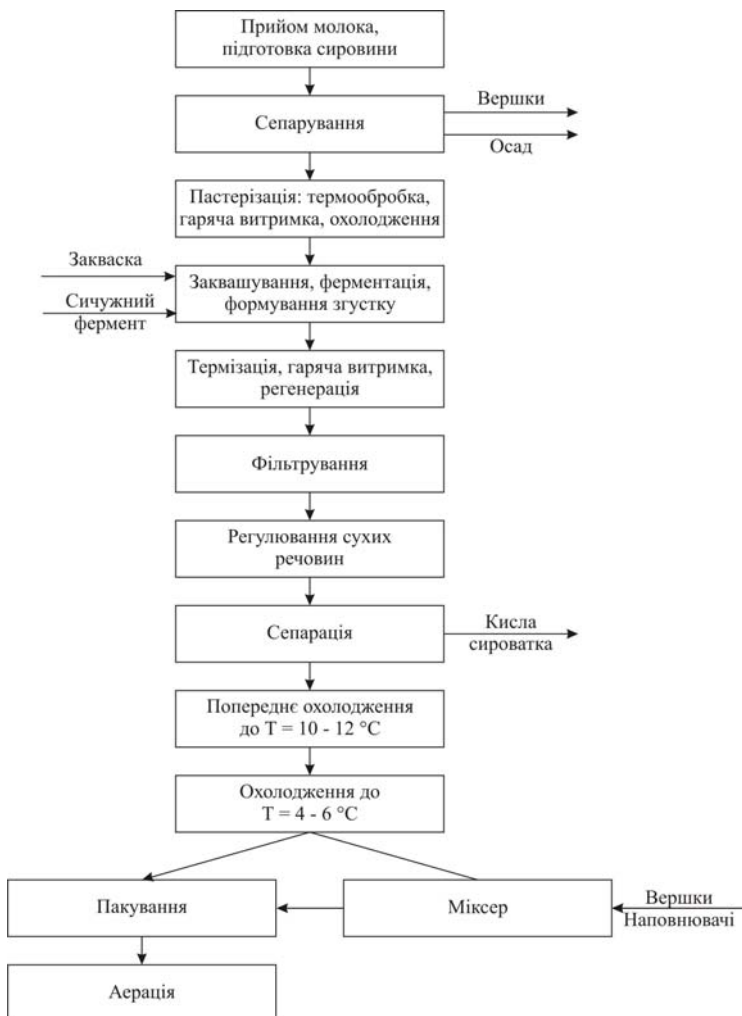 Прийом молока,
підготовка сировини
Вершки
Сепарування
Осад
Пастерізація: термообробка,
гаряча витримка, охолодження
Закваска
Сичужний
фермент
Заквашування, ферментація,
формування згустку
Термізація, гаряча витримка,
регенерація
Фільтрування
Регулювання сухих
речовин
Сепарація
Кисла
сироватка
Попереднє охолодження
до T = 10 - 12 °C
Охолодження до
T = 4 - 6 °C
Пакування
Міксер
Вершки
Наповнювачі
Аерація